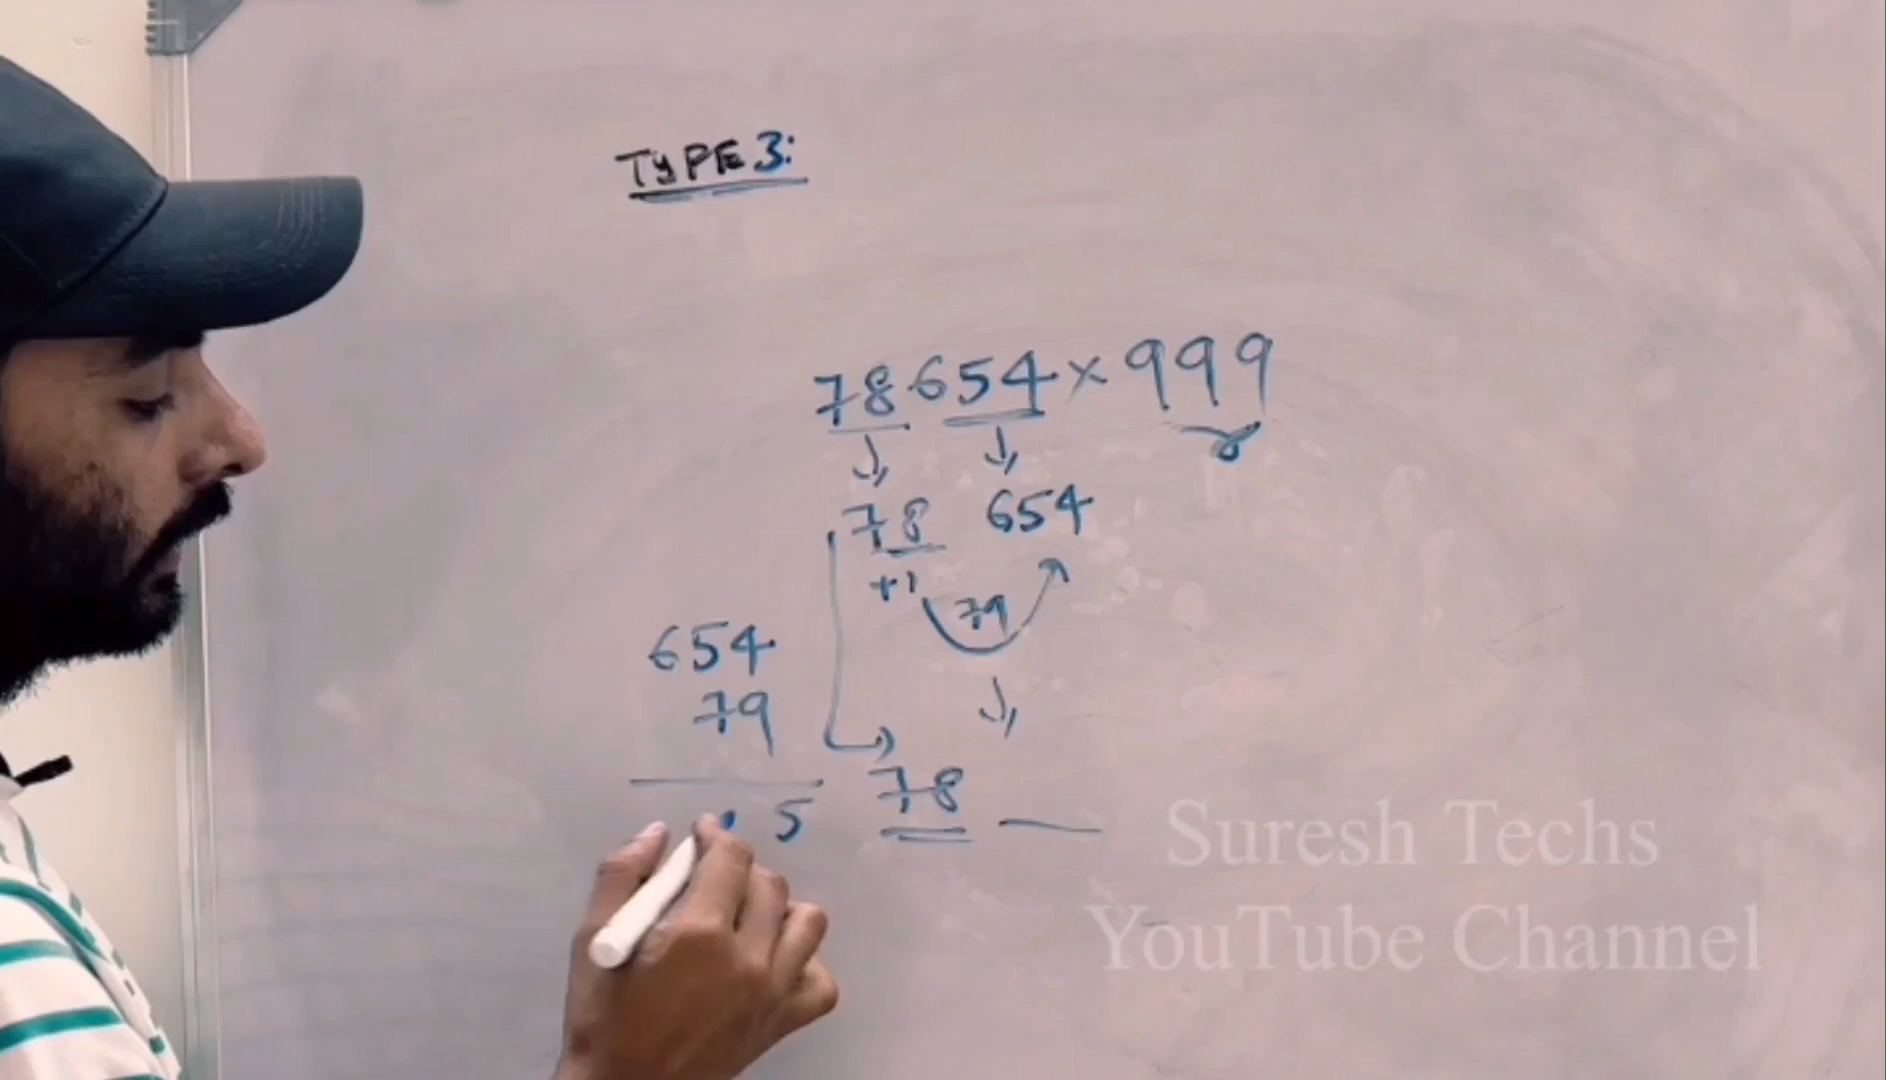 TYPE 3:
78654 × 999
78 654
+1 79
654
79
5 78
Suresh Techs
YouTube Channel